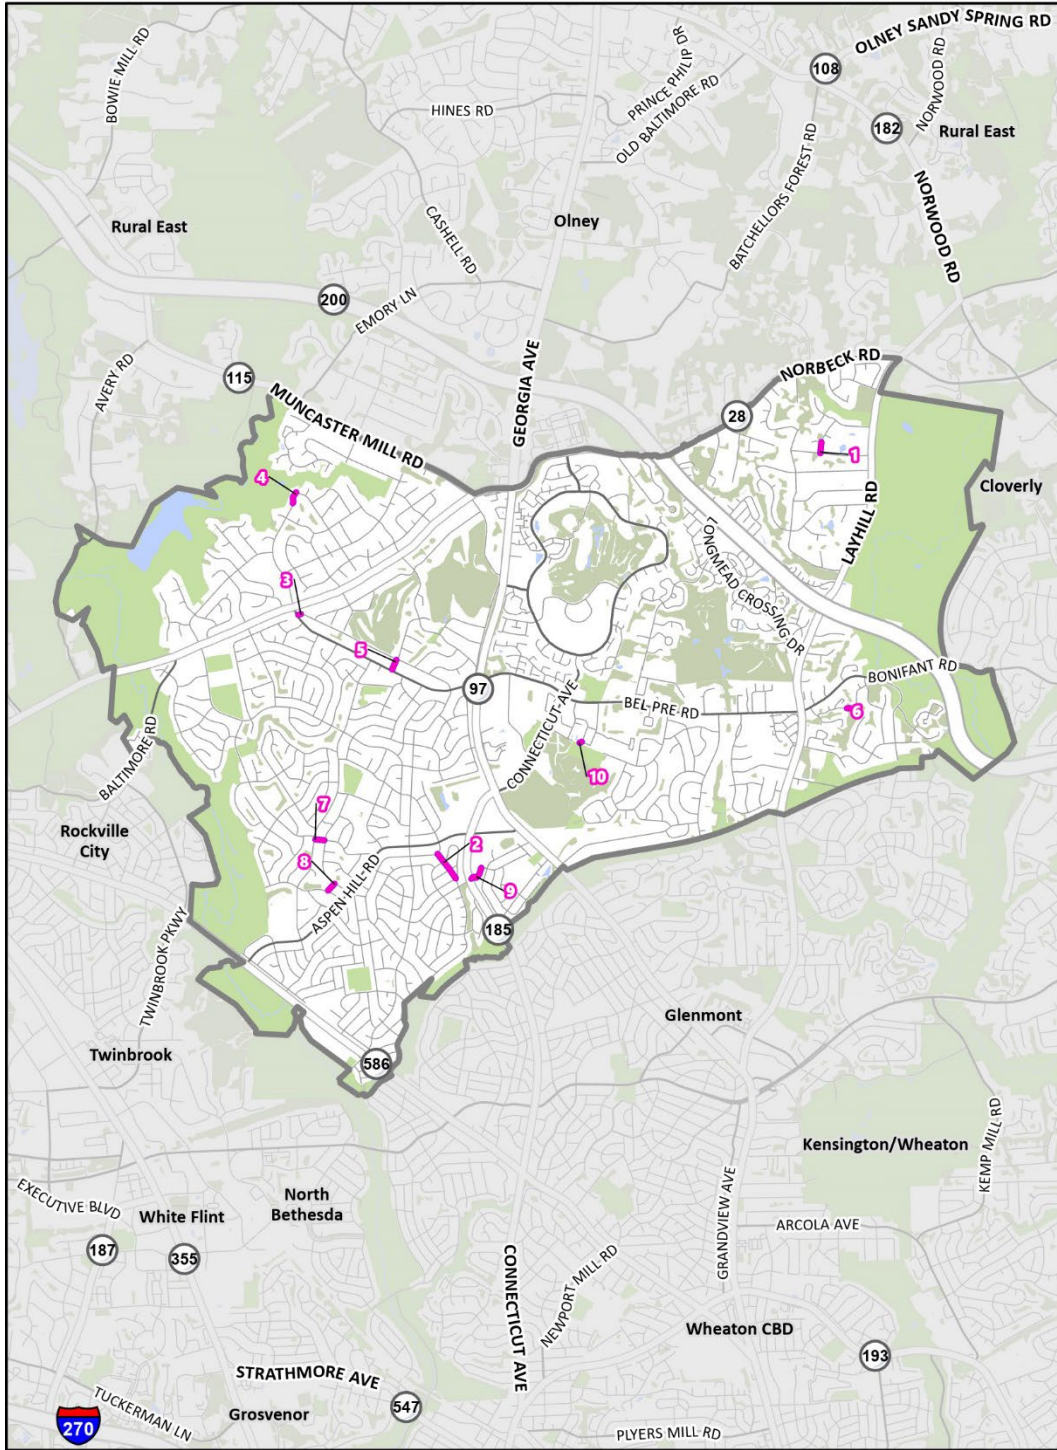 OLNEY SANDY SPRING RD
108
BOWIE MILL RD
PRINCE PHILIP DR
HINES RD
OLD BALTIMORE RD
NORWOOD RD
182
Rural East
BATCHELLORS FOREST RD
NORWOOD RD
Rural East
Olney
CASHELL RD
200
EMORY LN
AVERY RD
115
MUNCASTER MILL RD
GEORGIA AVE
NORBECK RD
28
1
4
Cloverly
LAYHILL RD
LONGMEAD CROSSING DR
3
5
97
BONIFANT RD
CONNECTICUT AVE
BEL PRE RD
6
BALTIMORE RD
10
7
Rockville
City
8
2
9
ASPEN HILL RD
185
TWINBROOK PKWY
Glenmont
Twinbrook
586
Kensington/Wheaton
KEMP MILL RD
EXECUTIVE BLVD
North
Bethesda
White Flint
187
355
GRANDVIEW AVE
ARCOLA AVE
CONNECTICUT AVE
NEWPORT MILL RD
Wheaton CBD
193
STRATHMORE AVE
547
TUCKERMAN LN
Grosvenor
270
PLYERS MILL RD